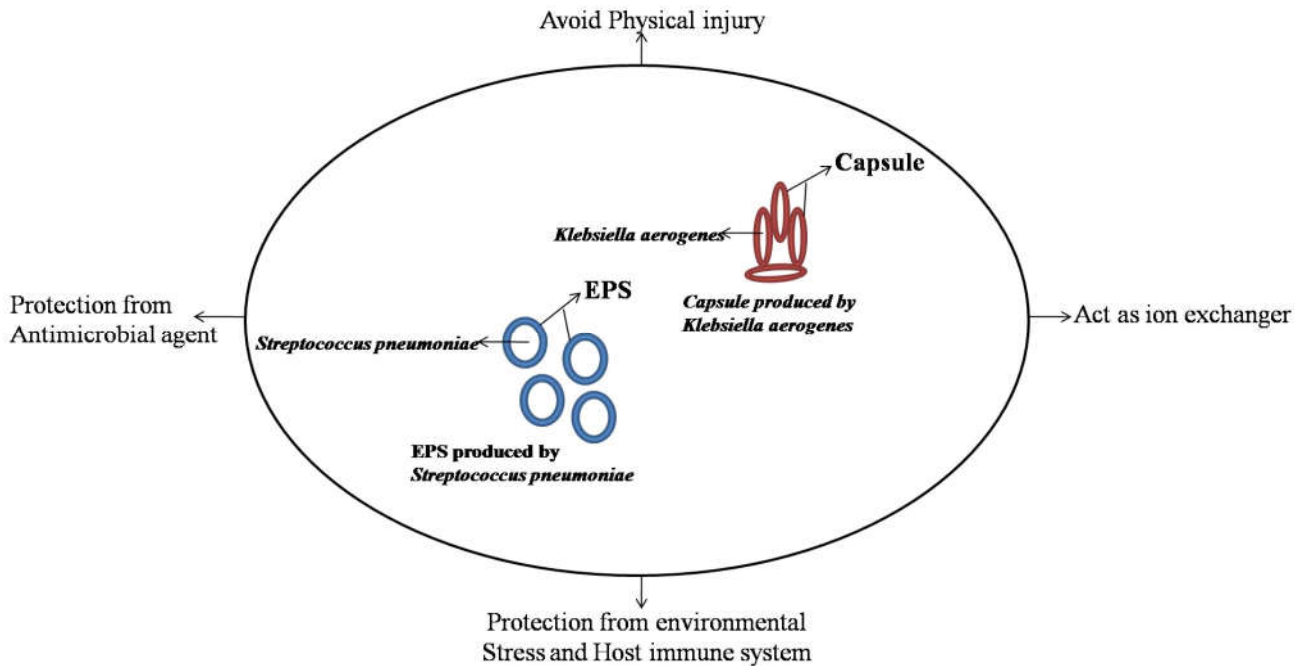 Avoid Physical injury
Capsule
Klebsiella aerogenes
EPS
Capsule produced by
Klebsiella aerogenes
Protection from
Antimicrobial agent
Act as ion exchanger
Streptococcus pneumoniae
EPS produced by
Streptococcus pneumoniae
Protection from environmental
Stress and Host immune system